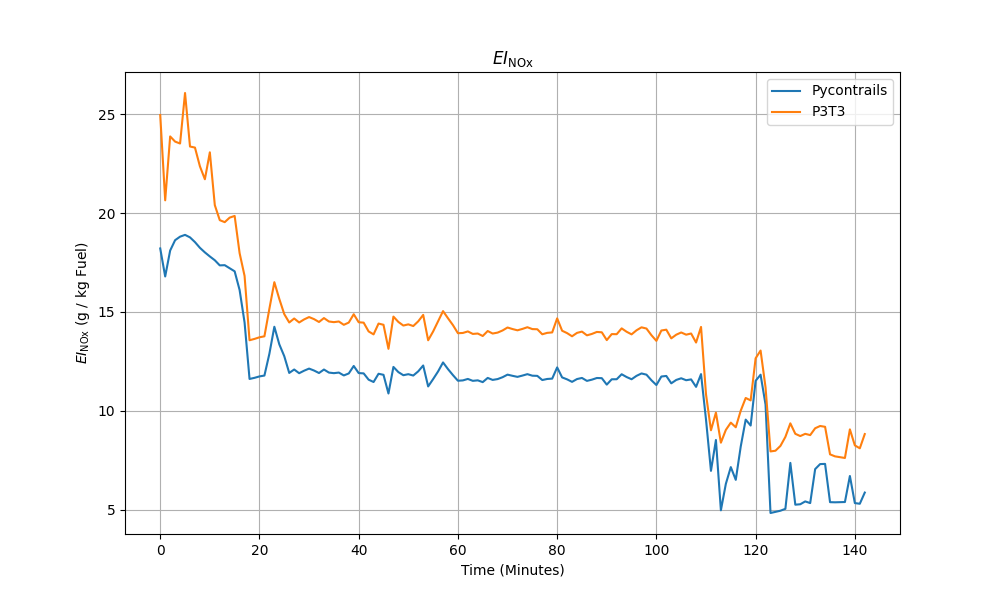 EI_NOx
Pycontrails
P3T3
EI_NOx (g / kg Fuel)
25
20
15
10
5
0 20 40 60 80 100 120 140
Time (Minutes)